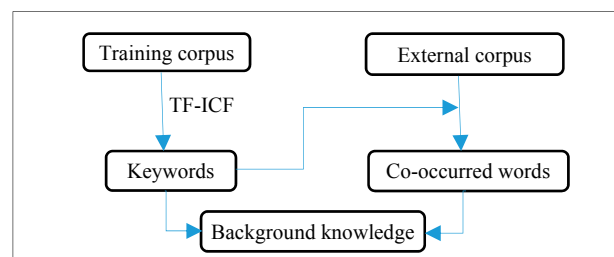 Training corpus
External corpus
TF-ICF
Keywords
Co-occurred words
Background knowledge